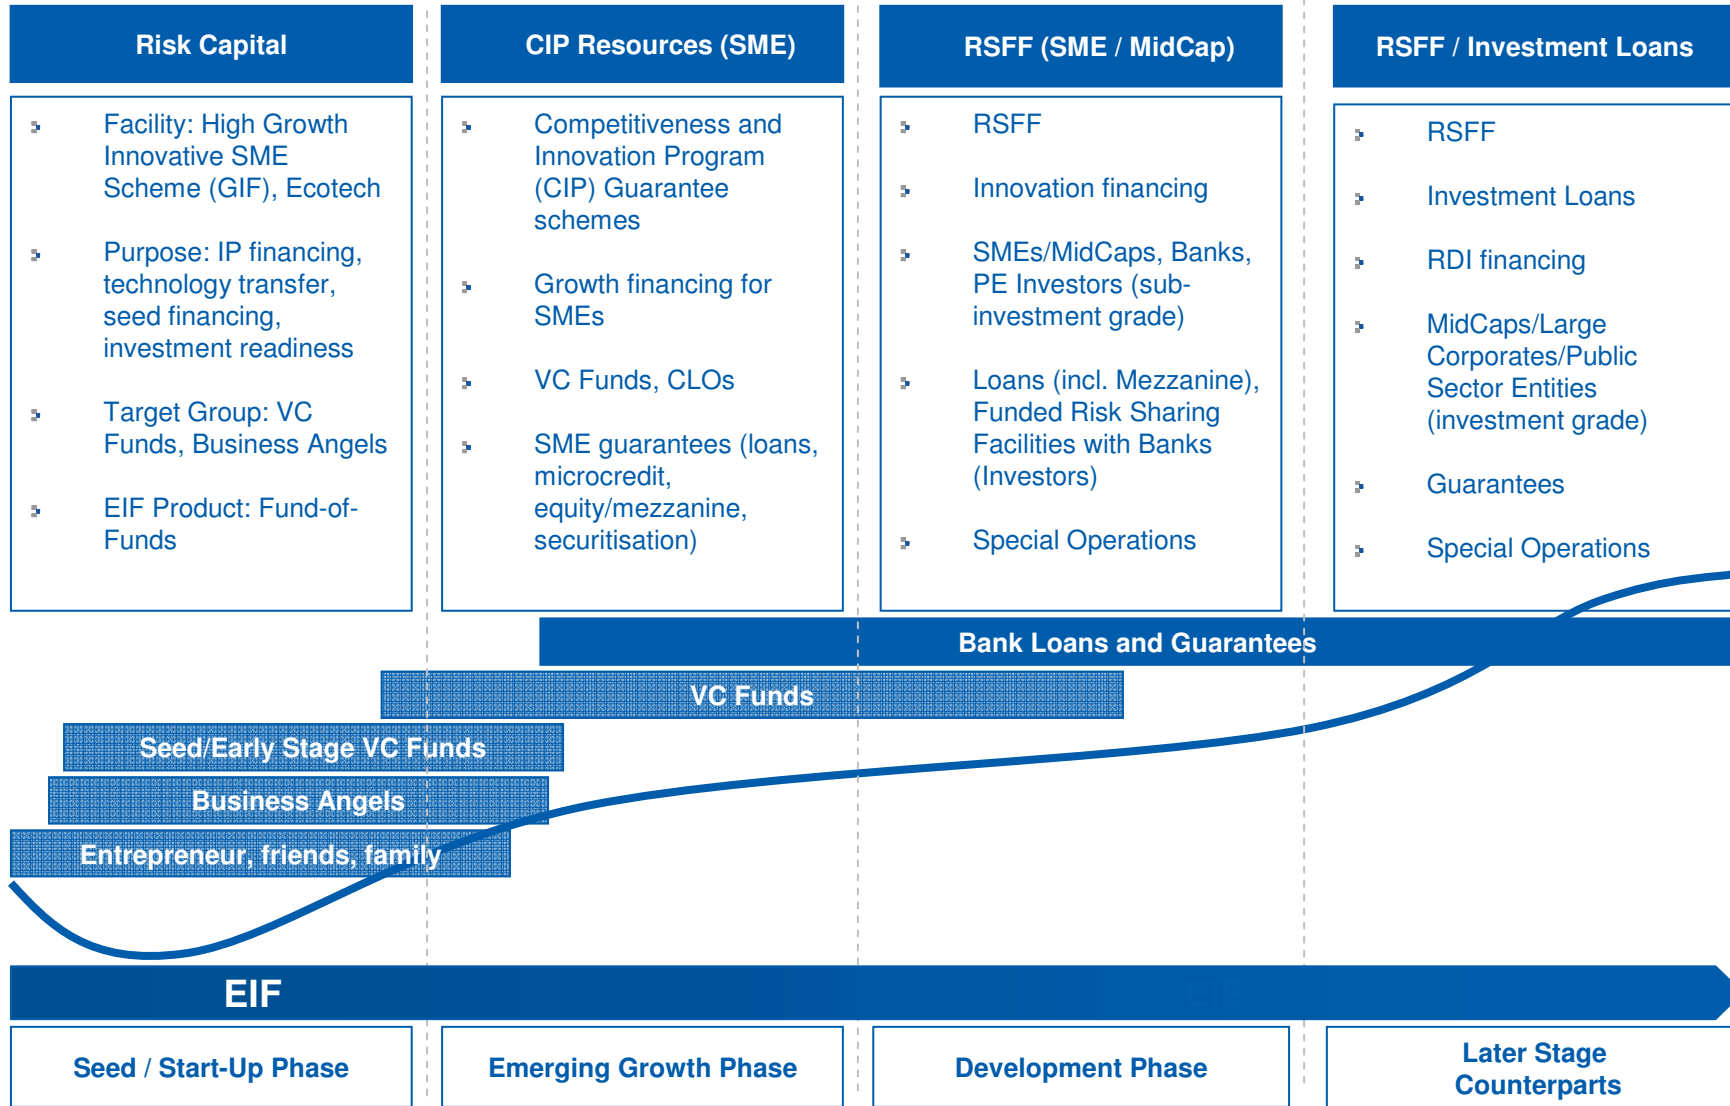 Risk Capital
CIP Resources (SME)
RSFF (SME / MidCap)
RSFF / Investment Loans
Facility: High Growth
Innovative SME
Scheme (GIF), Ecotech
Purpose: IP financing,
technology transfer,
seed financing,
investment readiness
Target Group: VC
Funds, Business Angels
EIF Product: Fund-of-
Funds
Competitiveness and
Innovation Program
(CIP) Guarantee
schemes
Growth financing for
SMEs
VC Funds, CLOs
SME guarantees (loans,
microcredit,
equity/mezzanine,
securitisation)
RSFF
Innovation financing
SMEs/MidCaps, Banks,
PE Investors (sub-
investment grade)
Loans (incl. Mezzanine),
Funded Risk Sharing
Facilities with Banks
(Investors)
Special Operations
RSFF
Investment Loans
RDI financing
MidCaps/Large
Corporates/Public
Sector Entities
(investment grade)
Guarantees
Special Operations
Bank Loans and Guarantees
VC Funds
Seed/Early Stage VC Funds
Business Angels
Entrepreneur, friends, family
EIF
EIB
Seed / Start-Up Phase
Emerging Growth Phase
Development Phase
Later Stage
Counterparts